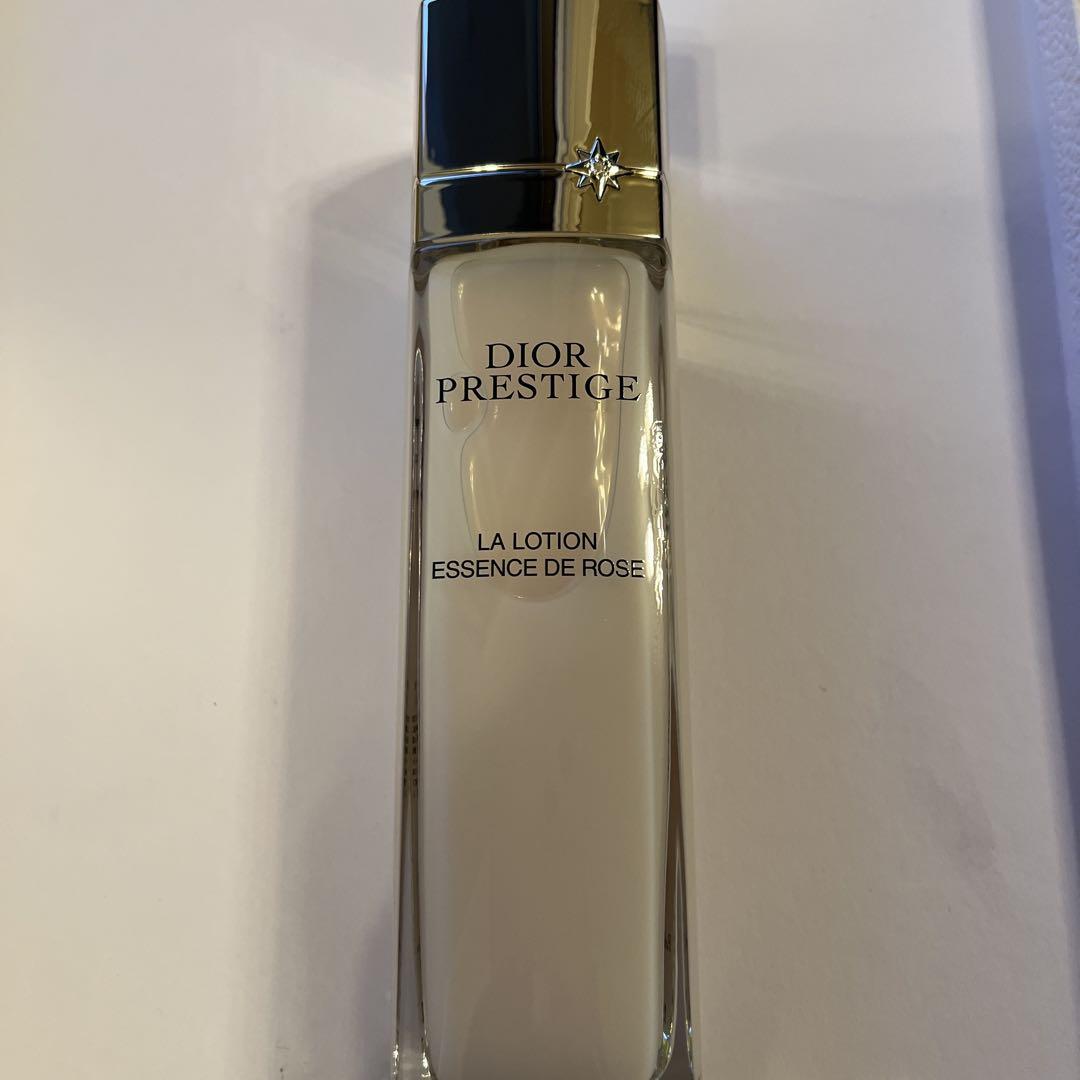 DIOR
PRESTIGE
LA LOTION
ESSENCE DE ROSE